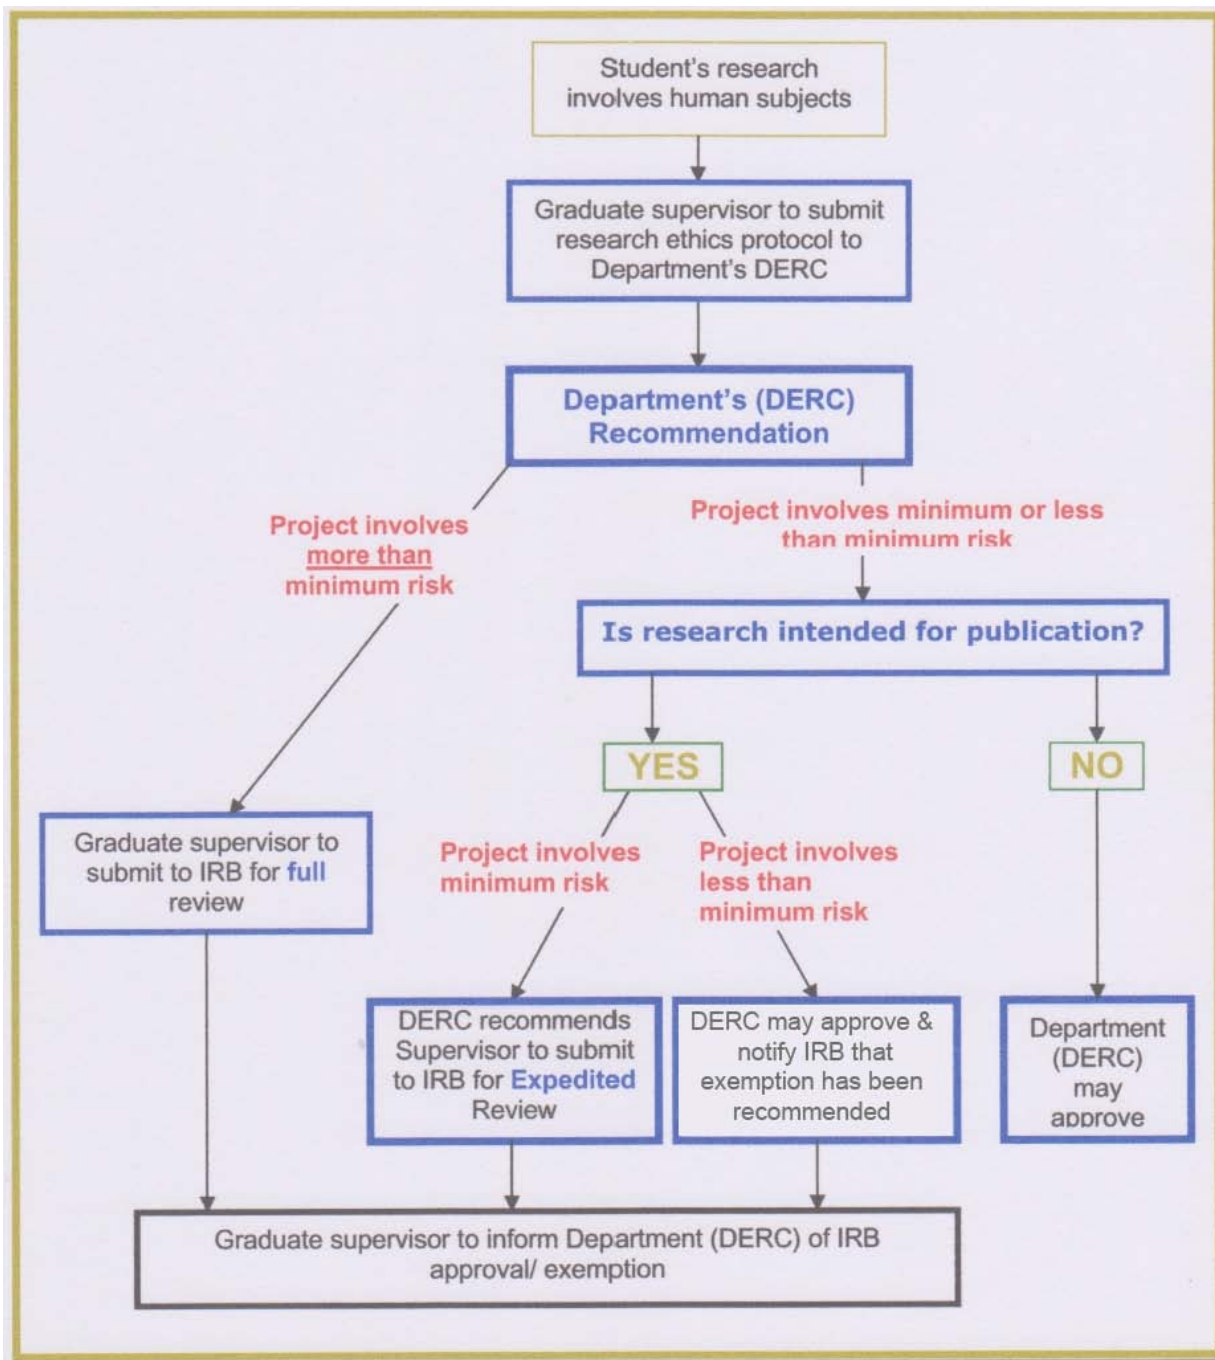 Student's research
involves human subjects
Graduate supervisor to submit
research ethics protocol to
Department's DERC
Department's (DERC)
Recommendation
Project involves
more than
minimum risk
Project involves minimum or less
than minimum risk
Is research intended for publication?
YES
NO
Graduate supervisor to
submit to IRB for full
review
Project involves
minimum risk
Project involves
less than
minimum risk
DERC recommends
Supervisor to submit
to IRB for Expedited
Review
DERC may approve &
notify IRB that
exemption has been
recommended
Department
(DERC)
may
approve
Graduate supervisor to inform Department (DERC) of IRB
approval/ exemption